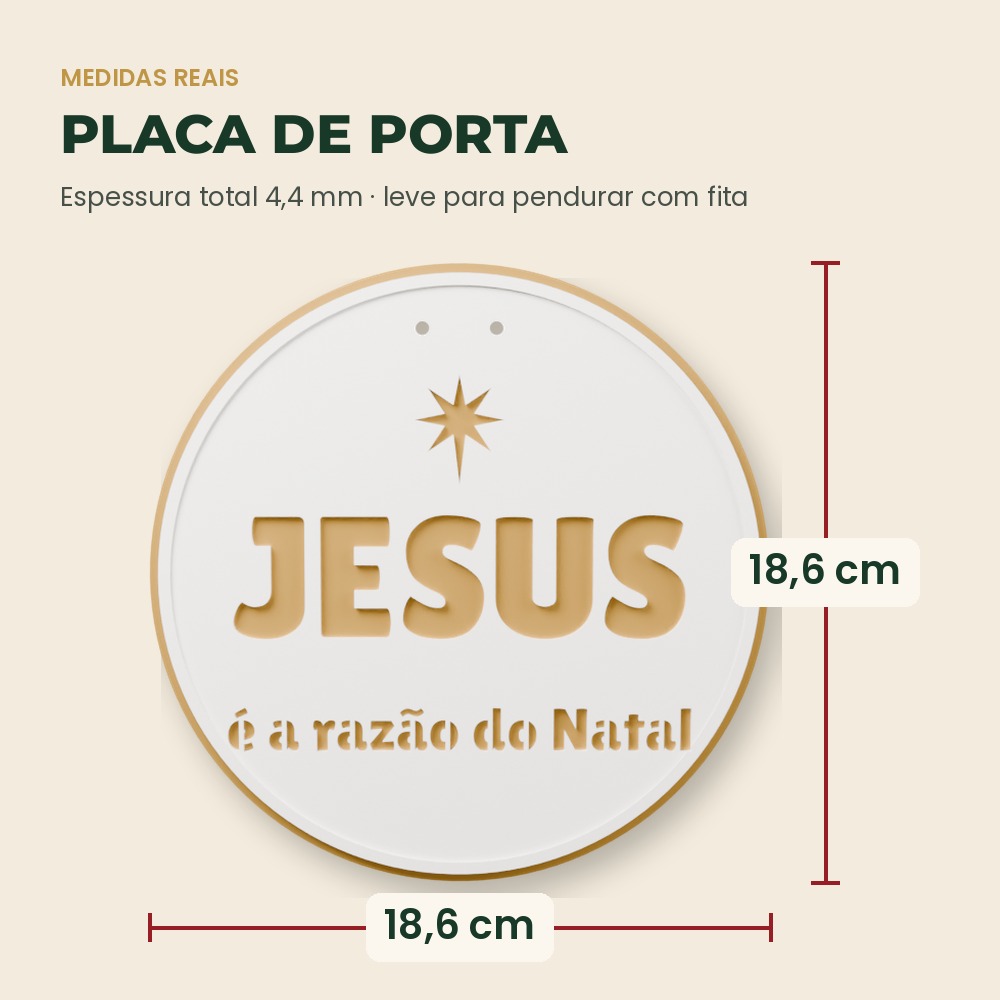 MEDIDAS REAIS
PLACA DE PORTA
Espessura total 4,4 mm · leve para pendurar com fita
JESUS
18,6 cm
é a razão do Natal
18,6 cm